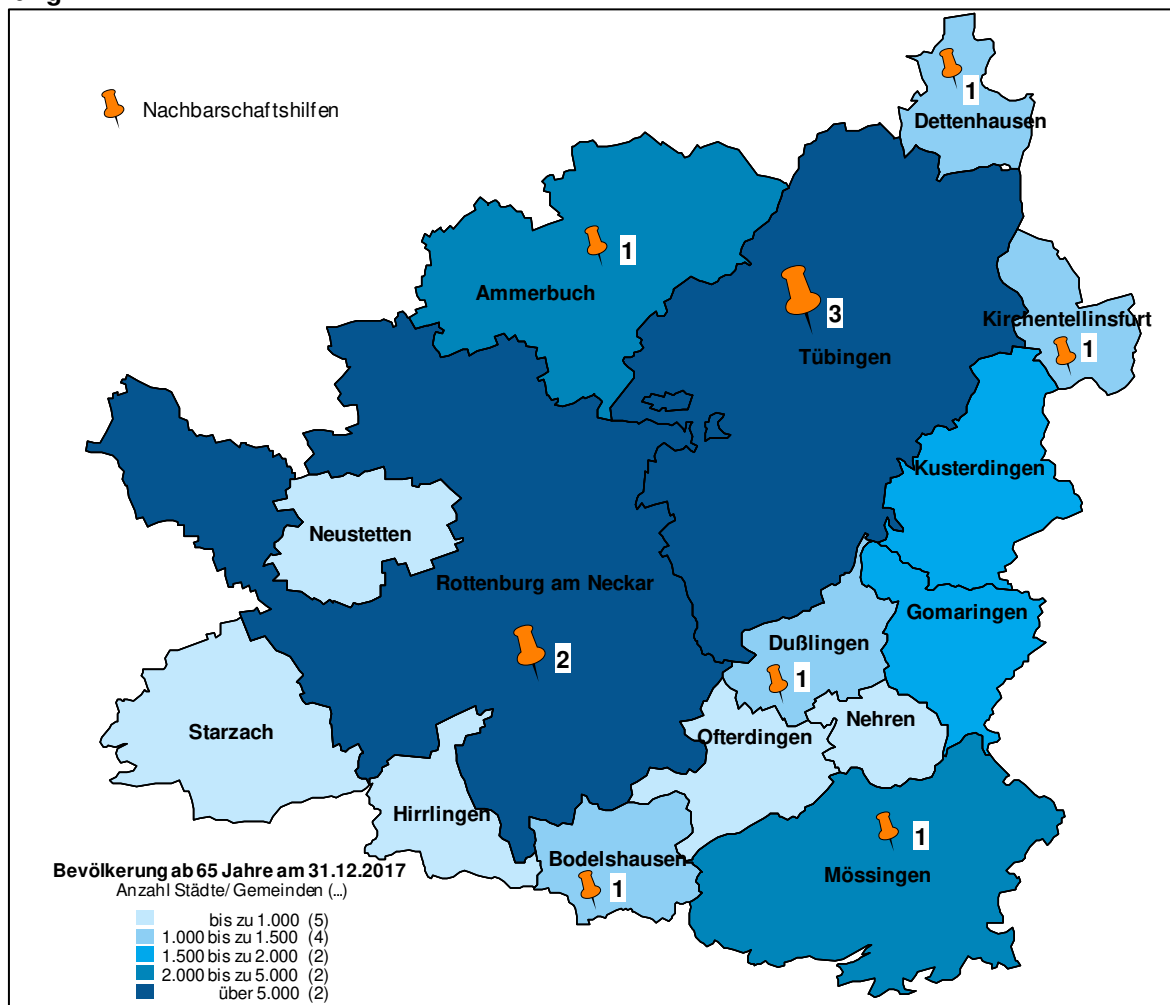 Nachbarschaftshilfen
1
Dettenhausen
1
Ammerbuch
3
Tübingen
Kirchentellinsfurt
1
Kusterdingen
Neustetten
Rottenburg am Neckar
2
Gomaringen
Dußlingen
1
Nehren
Ofterdingen
Starzach
Hirrlingen
Bodelshausen
1
1
Mössingen
Bevölkerung ab 65 Jahre am 31.12.2017
Anzahl Städte/ Gemeinden (...)
bis zu 1.000 (5)
1.000 bis zu 1.500 (4)
1.500 bis zu 2.000 (2)
2.000 bis zu 5.000 (2)
über 5.000 (2)